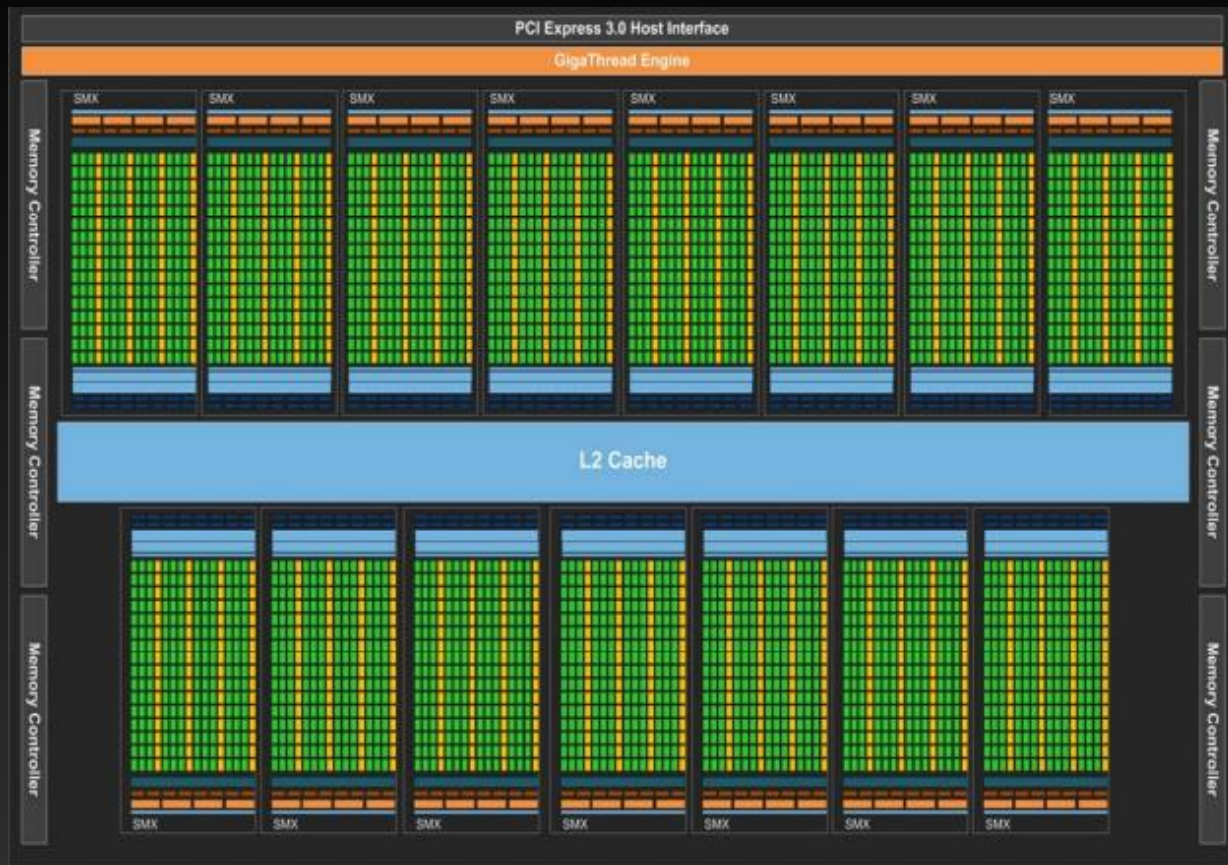 PCI Express 3.0 Host Interface
GigaThread Engine
SMX
SMX
SMX
SMX
SMX
SMX
SMX
SMX
Memory Controller
Memory Controller
Memory Controller
Memory Controller
L2 Cache
Memory Controller
Memory Controller
SMX
SMX
SMX
SMX
SMX
SMX
SMX